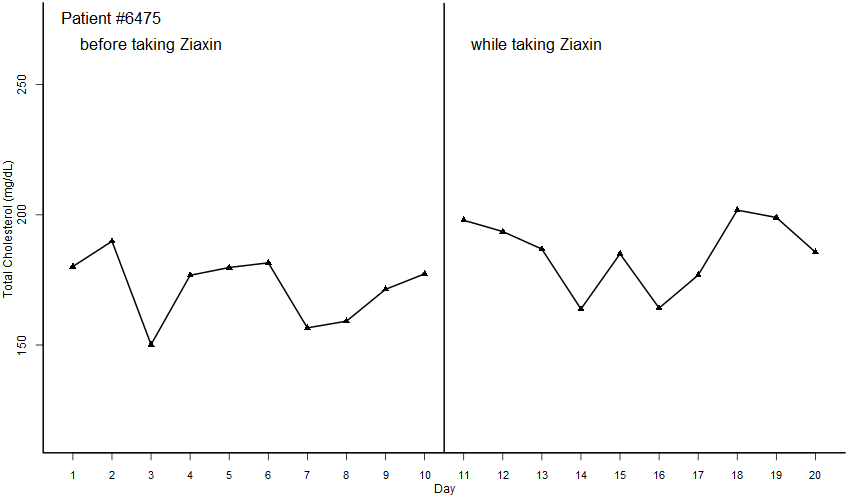 Patient #6475
before taking Ziaxin
while taking Ziaxin
Total Cholesterol (mg/dL)
250
200
150
1 2 3 4 5 6 7 8 9 10 11 12 13 14 15 16 17 18 19 20
Day